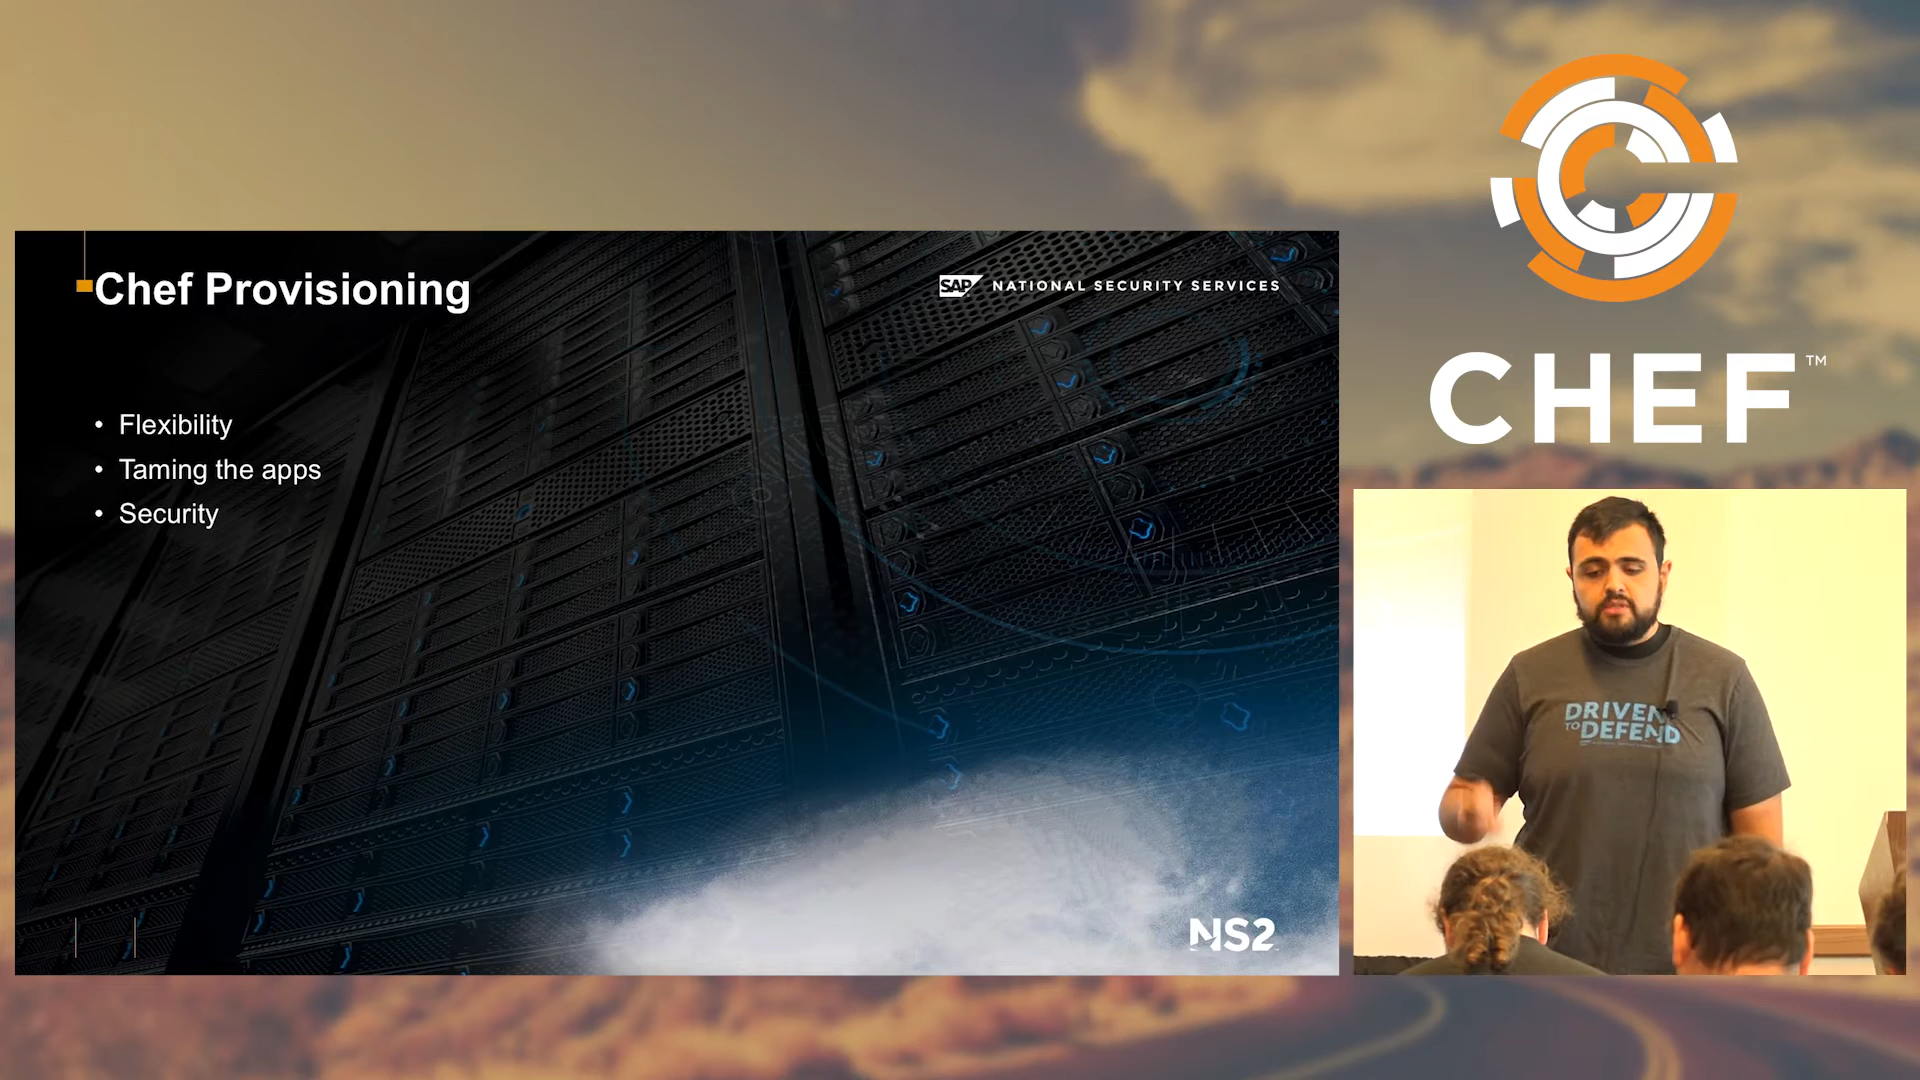 Chef Provisioning
SAP NATIONAL SECURITY SERVICES
• Flexibility
• Taming the apps
• Security
NS2
CHEF™
DRIVEN
TO DEFEND